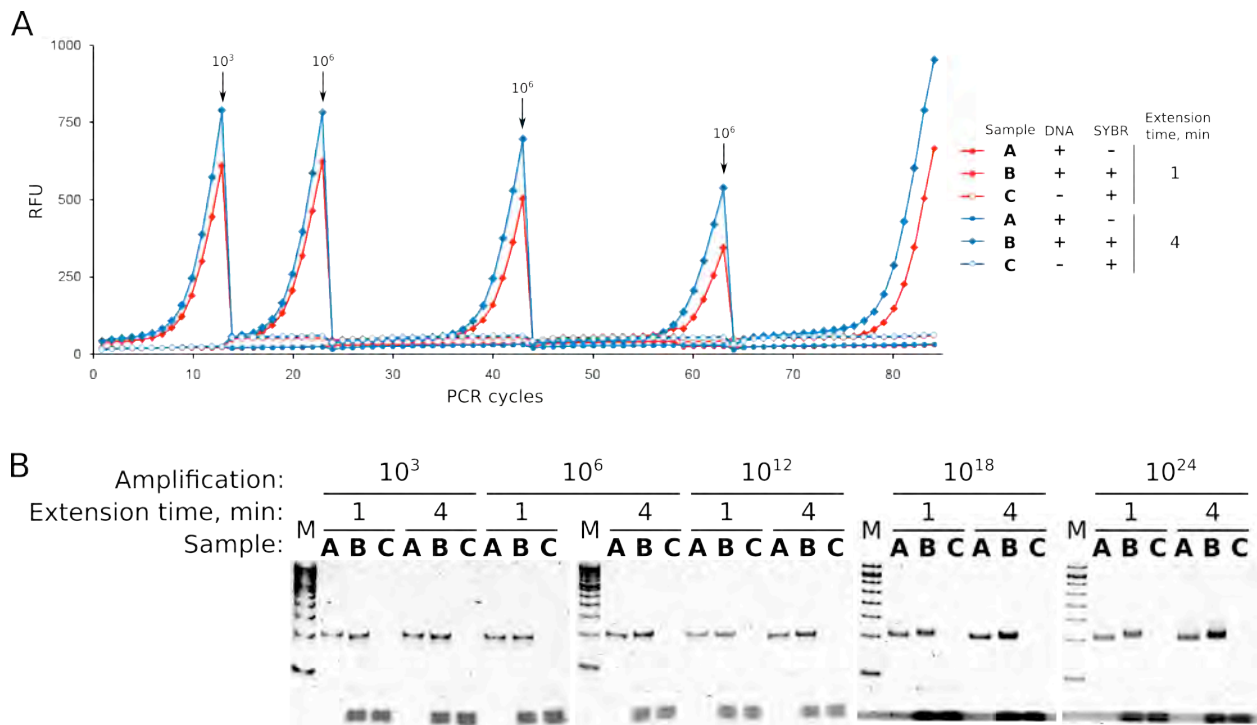 A
1000
750
500
250
0
RFU
10³
10⁶
10⁶
10⁶
0 10 20 30 40 50 60 70 80
PCR cycles
Sample DNA SYBR Extension time, min
A + –
B + + 1
C – +
A + –
B + + 4
C – +
B
Amplification: 10³ 10⁶ 10¹² 10¹⁸ 10²⁴
Extension time, min: 1 4 1 4 1 4 1 4 1 4
Sample: M A B C A B C A B C M A B C A B C A B C M A B C A B C M A B C A B C